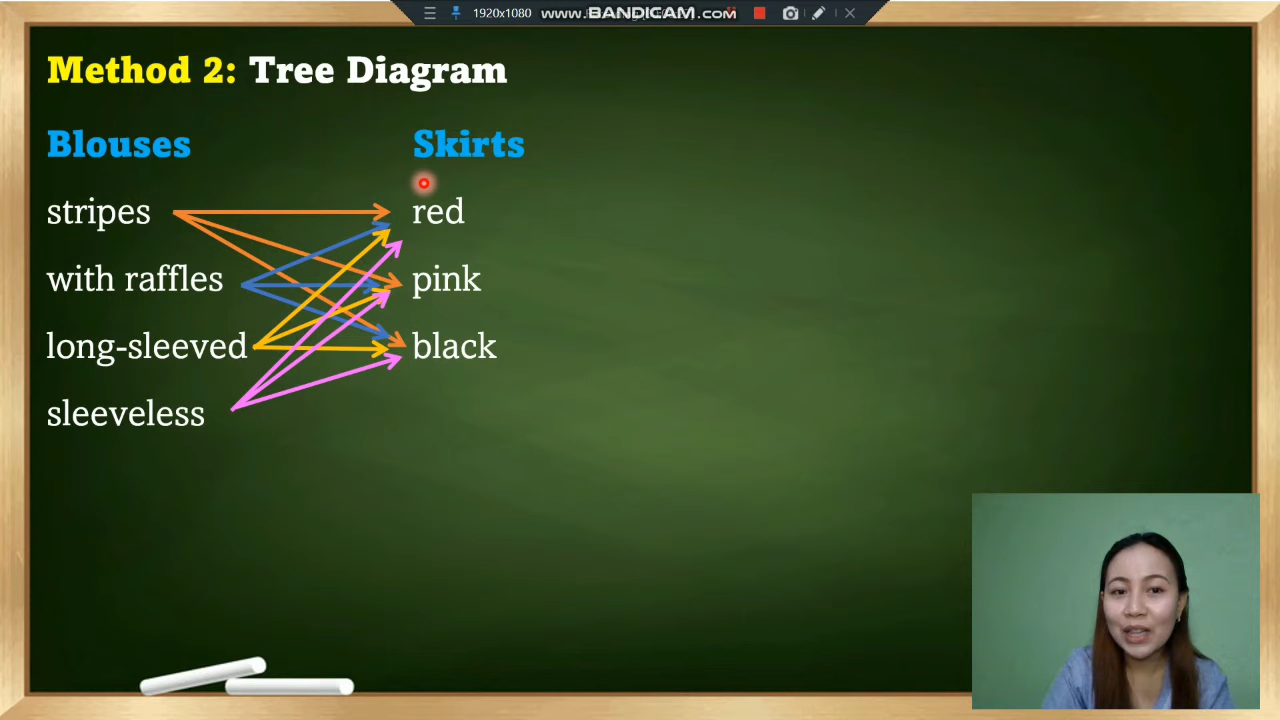 1920x1080 www.BANDICAM.com
Method 2: Tree Diagram
Blouses Skirts
stripes red
with raffles pink
long-sleeved black
sleeveless